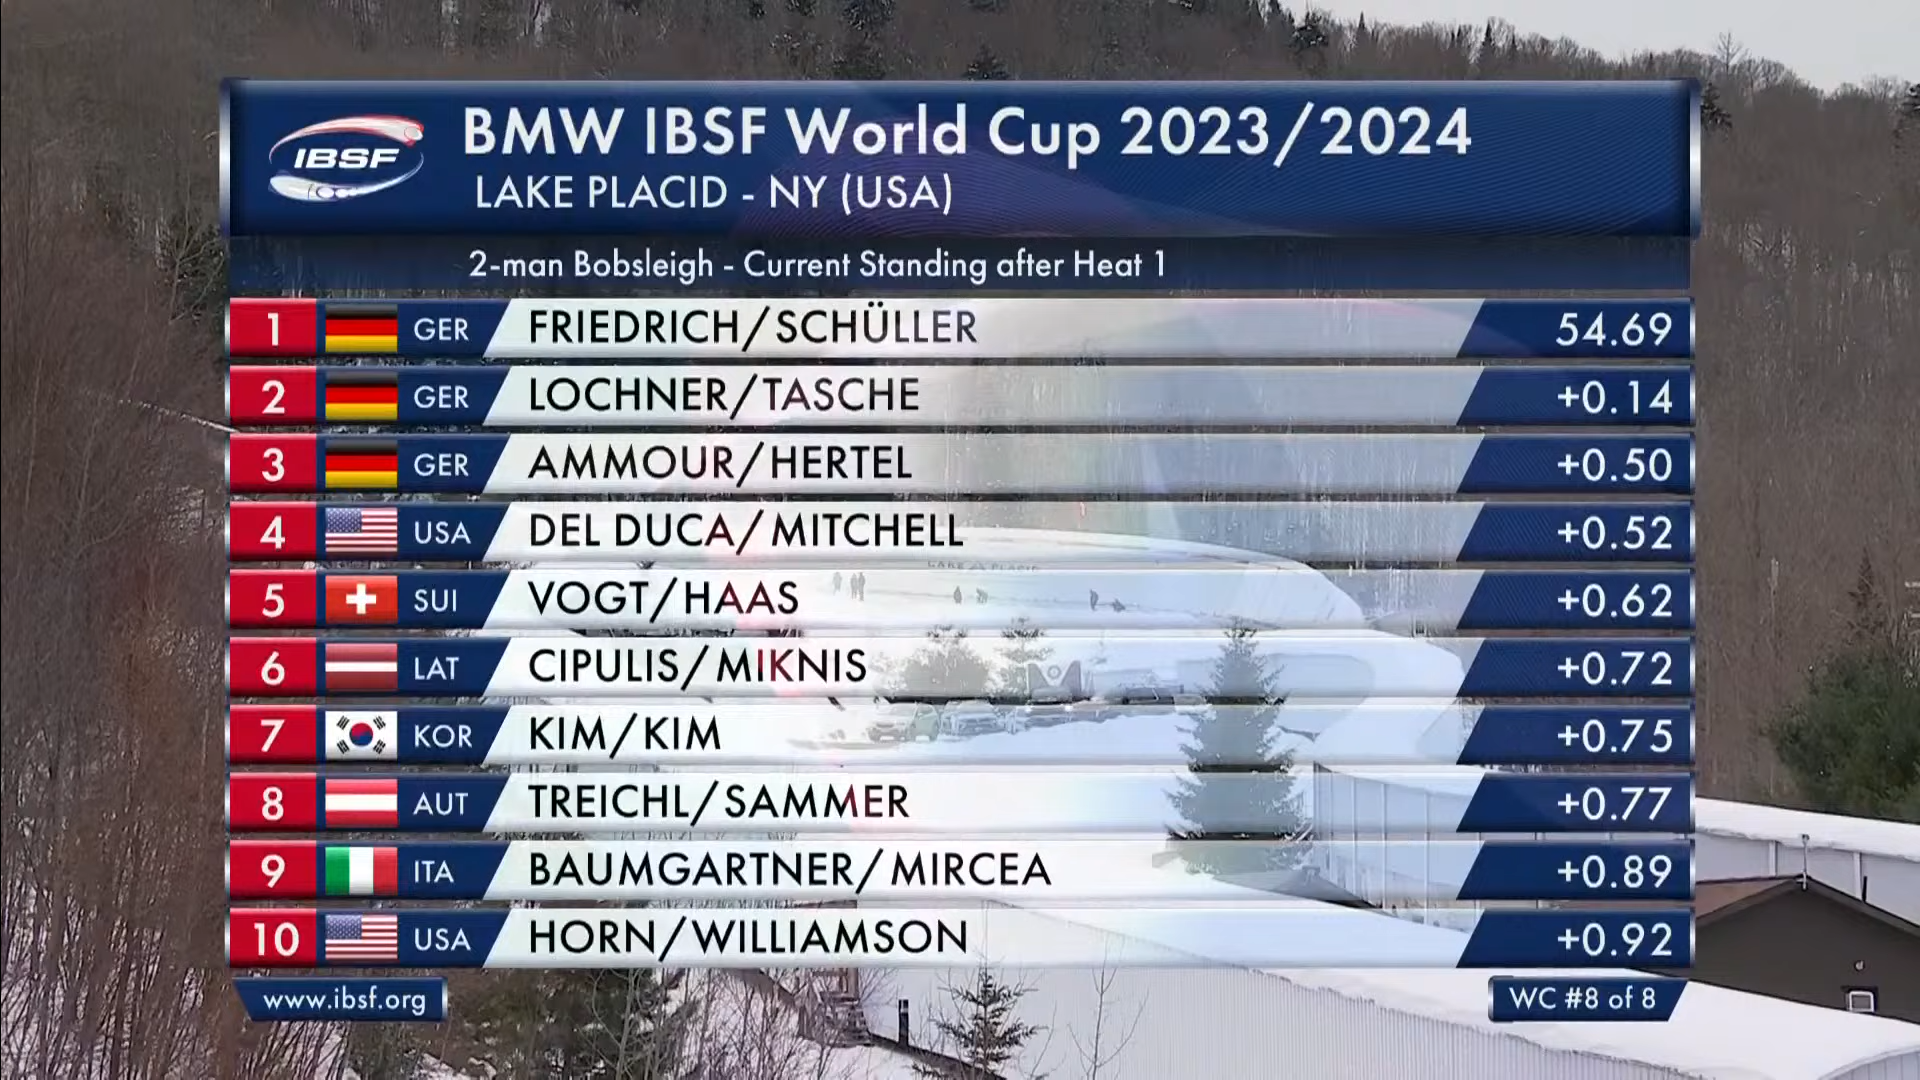 IBSF
BMW IBSF World Cup 2023/2024
LAKE PLACID - NY (USA)
2-man Bobsleigh - Current Standing after Heat 1
1 GER FRIEDRICH/SCHÜLLER 54.69
2 GER LOCHNER/TASCHE +0.14
3 GER AMMOUR/HERTEL +0.50
4 USA DEL DUCA/MITCHELL +0.52
LAKE PLACID
5 SUI VOGT/HAAS +0.62
6 LAT CIPULIS/MIKNIS +0.72
7 KOR KIM/KIM +0.75
8 AUT TREICHL/SAMMER +0.77
9 ITA BAUMGARTNER/MIRCEA +0.89
10 USA HORN/WILLIAMSON +0.92
www.ibsf.org
WC #8 of 8